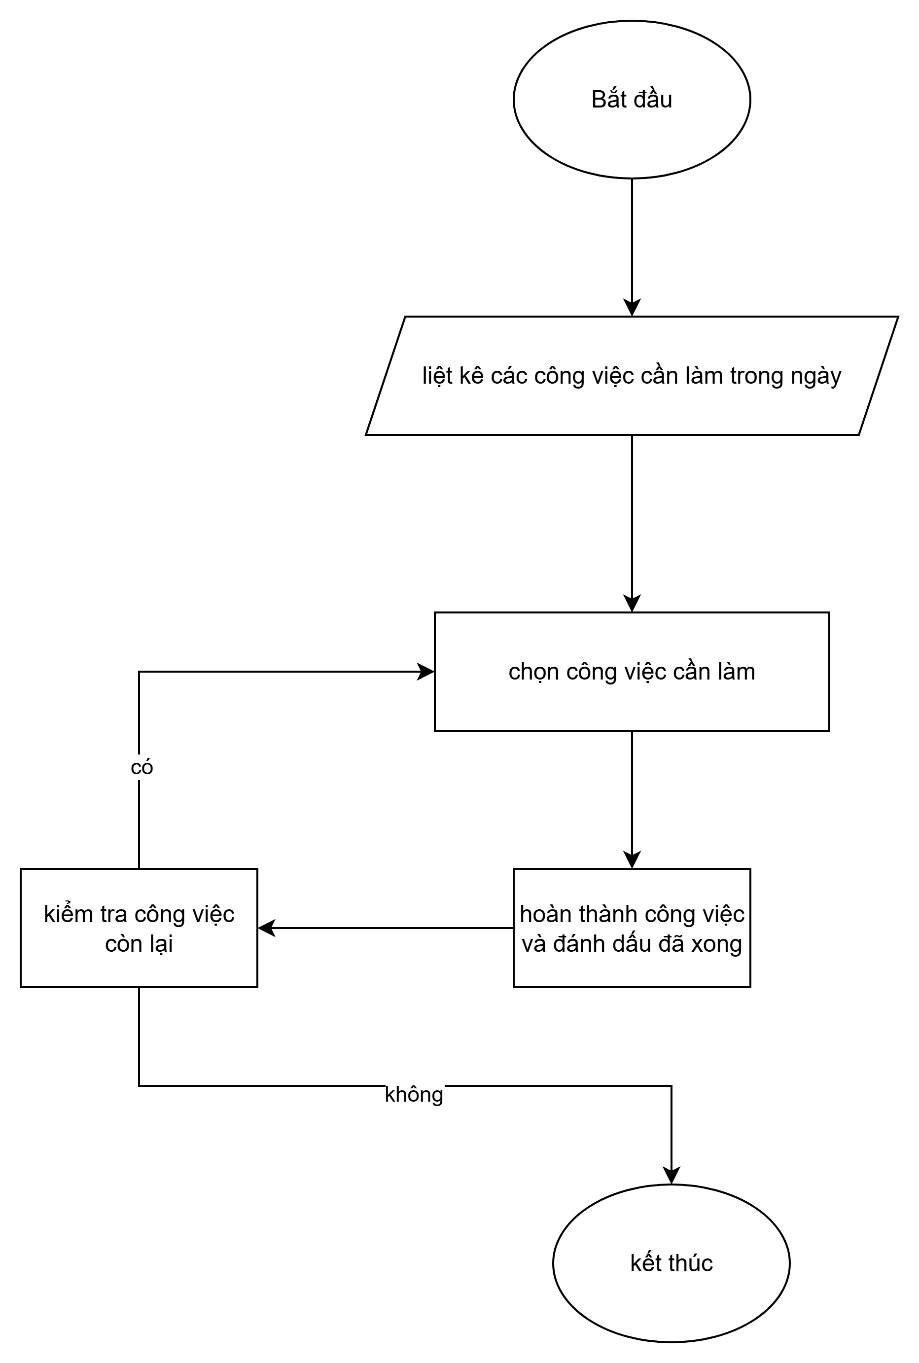 Bắt đầu
liệt kê các công việc cần làm trong ngày
chọn công việc cần làm
có
kiểm tra công việc
còn lại
hoàn thành công việc
và đánh dấu đã xong
không
kết thúc